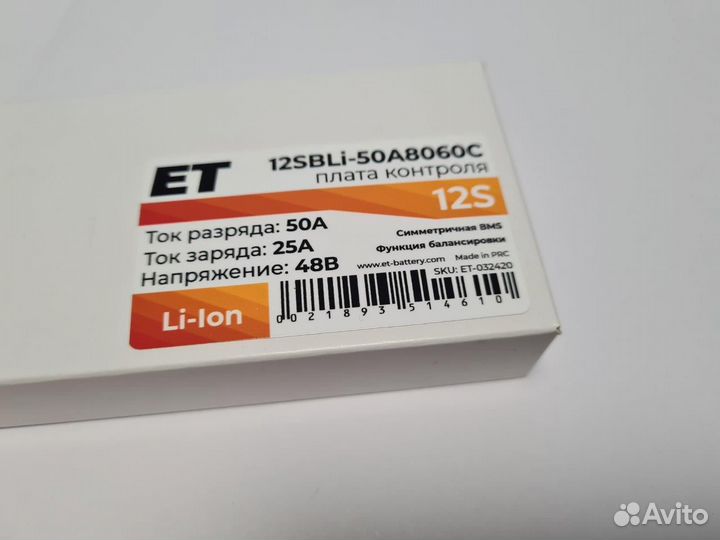 ET
12SBLi-50A8060C
плата контроля
12S
Ток разряда: 50А
Ток заряда: 25А
Напряжение: 48В
Симметричная BMS
Функция балансировки
www.et-battery.com Made in PRC
SKU: ET-032420
Li-Ion
0021893514610
Avito